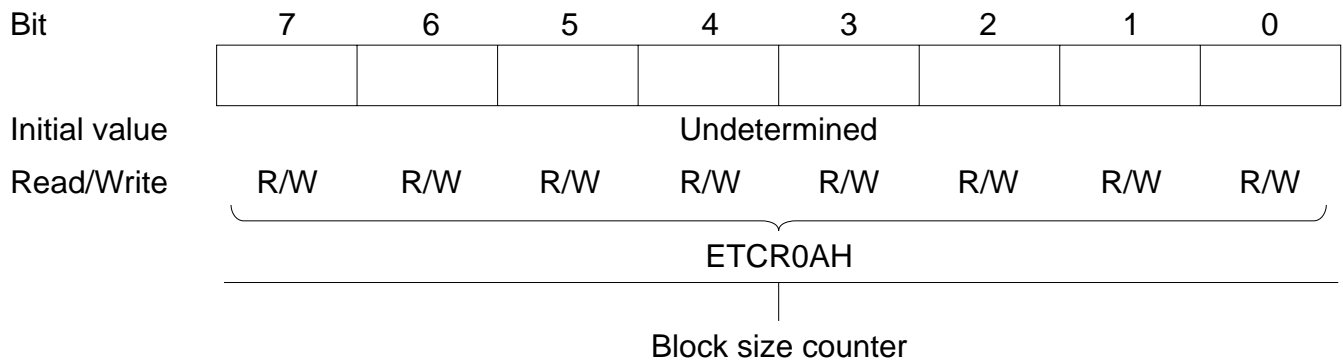 Bit 7 6 5 4 3 2 1 0
Initial value Undetermined
Read/Write R/W R/W R/W R/W R/W R/W R/W R/W
ETCR0AH
Block size counter